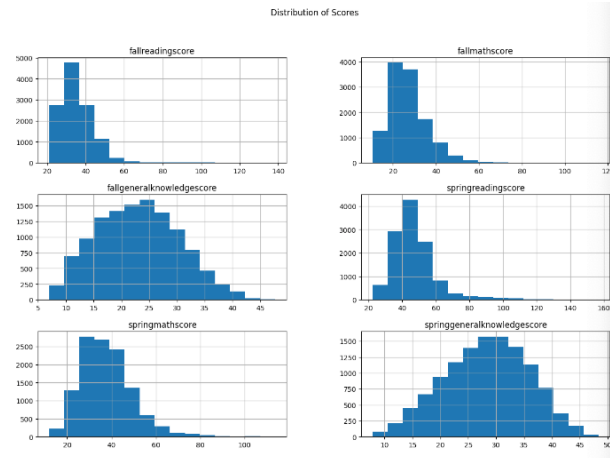 Distribution of Scores
fallreadingscore
5000
4000
3000
2000
1000
0
20 40 60 80 100 120 140
fallmathscore
4000
3000
2000
1000
0
20 40 60 80 100 120
fallgeneralknowledgescore
1500
1250
1000
750
500
250
0
5 10 15 20 25 30 35 40 45
springreadingscore
4000
3000
2000
1000
0
20 40 60 80 100 120 140 160
springmathscore
2500
2000
1500
1000
500
0
20 40 60 80 100
springgeneralknowledgescore
1500
1250
1000
750
500
250
0
10 15 20 25 30 35 40 45 50